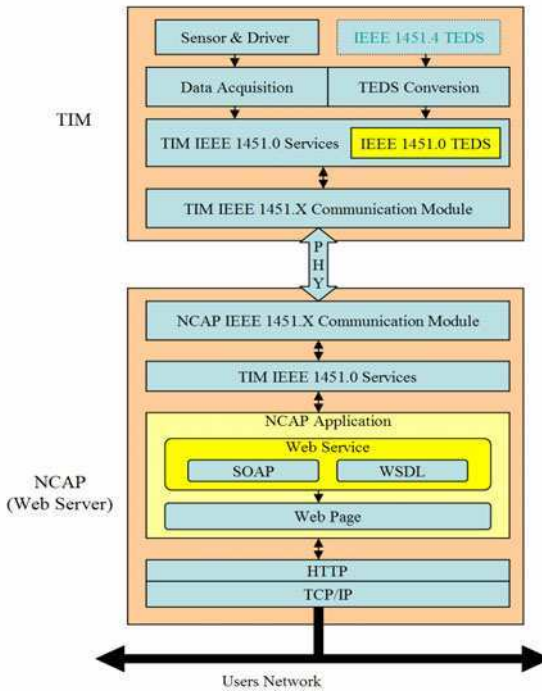 Sensor & Driver
IEEE 1451.4 TEDS
Data Acquisition
TEDS Conversion
TIM
TIM IEEE 1451.0 Services
IEEE 1451.0 TEDS
TIM IEEE 1451.X Communication Module
PHY
NCAP IEEE 1451.X Communication Module
TIM IEEE 1451.0 Services
NCAP Application
Web Service
SOAP
WSDL
NCAP
(Web Server)
Web Page
HTTP
TCP/IP
Users Network